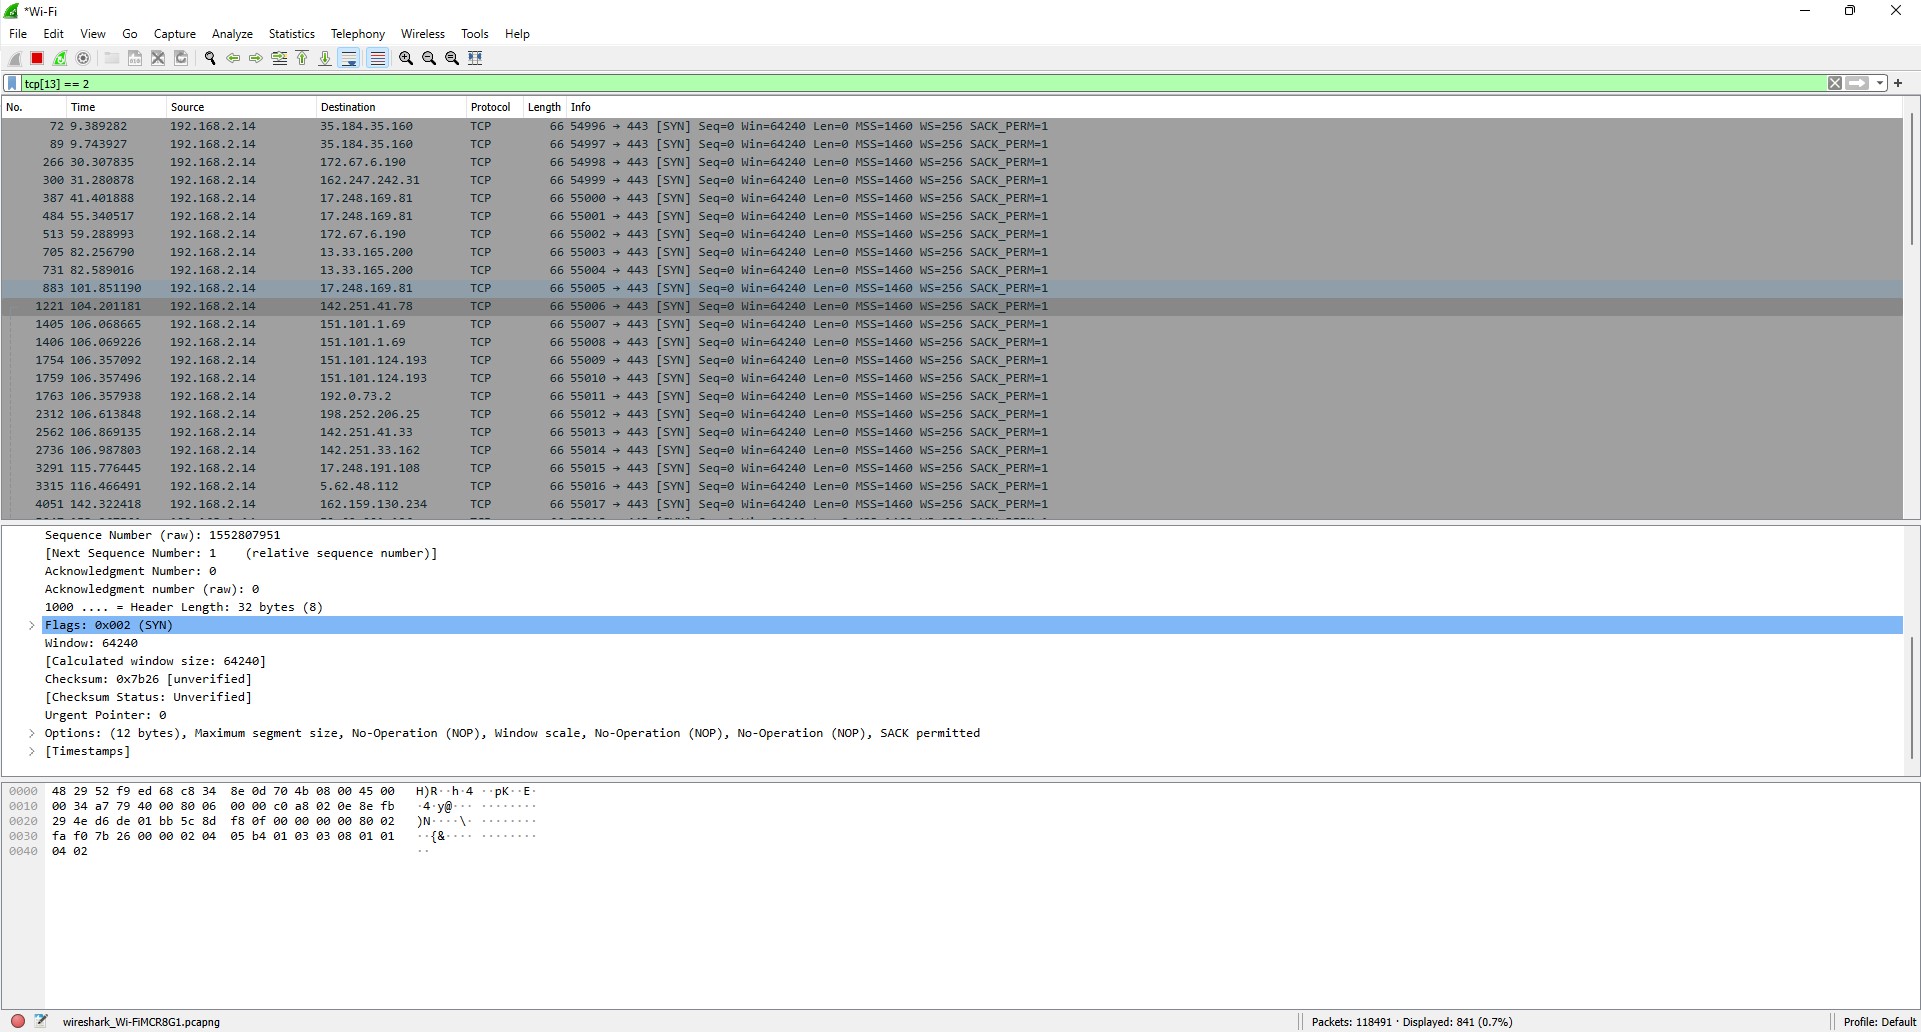 *Wi-Fi
File Edit View Go Capture Analyze Statistics Telephony Wireless Tools Help
tcp[13] == 2
No. Time Source Destination Protocol Length Info
72 9.389282 192.168.2.14 35.184.35.160 TCP 66 54996 → 443 [SYN] Seq=0 Win=64240 Len=0 MSS=1460 WS=256 SACK_PERM=1
89 9.743927 192.168.2.14 35.184.35.160 TCP 66 54997 → 443 [SYN] Seq=0 Win=64240 Len=0 MSS=1460 WS=256 SACK_PERM=1
266 30.307835 192.168.2.14 172.67.6.190 TCP 66 54998 → 443 [SYN] Seq=0 Win=64240 Len=0 MSS=1460 WS=256 SACK_PERM=1
300 31.280878 192.168.2.14 162.247.242.31 TCP 66 54999 → 443 [SYN] Seq=0 Win=64240 Len=0 MSS=1460 WS=256 SACK_PERM=1
387 41.401888 192.168.2.14 17.248.169.81 TCP 66 55000 → 443 [SYN] Seq=0 Win=64240 Len=0 MSS=1460 WS=256 SACK_PERM=1
484 55.340517 192.168.2.14 17.248.169.81 TCP 66 55001 → 443 [SYN] Seq=0 Win=64240 Len=0 MSS=1460 WS=256 SACK_PERM=1
513 59.288993 192.168.2.14 172.67.6.190 TCP 66 55002 → 443 [SYN] Seq=0 Win=64240 Len=0 MSS=1460 WS=256 SACK_PERM=1
705 82.256790 192.168.2.14 13.33.165.200 TCP 66 55003 → 443 [SYN] Seq=0 Win=64240 Len=0 MSS=1460 WS=256 SACK_PERM=1
731 82.589016 192.168.2.14 13.33.165.200 TCP 66 55004 → 443 [SYN] Seq=0 Win=64240 Len=0 MSS=1460 WS=256 SACK_PERM=1
883 101.851190 192.168.2.14 17.248.169.81 TCP 66 55005 → 443 [SYN] Seq=0 Win=64240 Len=0 MSS=1460 WS=256 SACK_PERM=1
1221 104.201181 192.168.2.14 142.251.41.78 TCP 66 55006 → 443 [SYN] Seq=0 Win=64240 Len=0 MSS=1460 WS=256 SACK_PERM=1
1405 106.068665 192.168.2.14 151.101.1.69 TCP 66 55007 → 443 [SYN] Seq=0 Win=64240 Len=0 MSS=1460 WS=256 SACK_PERM=1
1406 106.069226 192.168.2.14 151.101.1.69 TCP 66 55008 → 443 [SYN] Seq=0 Win=64240 Len=0 MSS=1460 WS=256 SACK_PERM=1
1754 106.357092 192.168.2.14 151.101.124.193 TCP 66 55009 → 443 [SYN] Seq=0 Win=64240 Len=0 MSS=1460 WS=256 SACK_PERM=1
1759 106.357496 192.168.2.14 151.101.124.193 TCP 66 55010 → 443 [SYN] Seq=0 Win=64240 Len=0 MSS=1460 WS=256 SACK_PERM=1
1763 106.357938 192.168.2.14 192.0.73.2 TCP 66 55011 → 443 [SYN] Seq=0 Win=64240 Len=0 MSS=1460 WS=256 SACK_PERM=1
2312 106.613848 192.168.2.14 198.252.206.25 TCP 66 55012 → 443 [SYN] Seq=0 Win=64240 Len=0 MSS=1460 WS=256 SACK_PERM=1
2562 106.869135 192.168.2.14 142.251.41.33 TCP 66 55013 → 443 [SYN] Seq=0 Win=64240 Len=0 MSS=1460 WS=256 SACK_PERM=1
2736 106.987803 192.168.2.14 142.251.33.162 TCP 66 55014 → 443 [SYN] Seq=0 Win=64240 Len=0 MSS=1460 WS=256 SACK_PERM=1
3291 115.776445 192.168.2.14 17.248.191.108 TCP 66 55015 → 443 [SYN] Seq=0 Win=64240 Len=0 MSS=1460 WS=256 SACK_PERM=1
3315 116.466491 192.168.2.14 5.62.48.112 TCP 66 55016 → 443 [SYN] Seq=0 Win=64240 Len=0 MSS=1460 WS=256 SACK_PERM=1
4051 142.322418 192.168.2.14 162.159.130.234 TCP 66 55017 → 443 [SYN] Seq=0 Win=64240 Len=0 MSS=1460 WS=256 SACK_PERM=1
Sequence Number (raw): 1552807951
[Next Sequence Number: 1 (relative sequence number)]
Acknowledgment Number: 0
Acknowledgment number (raw): 0
1000 .... = Header Length: 32 bytes (8)
Flags: 0x002 (SYN)
Window: 64240
[Calculated window size: 64240]
Checksum: 0x7b26 [unverified]
[Checksum Status: Unverified]
Urgent Pointer: 0
Options: (12 bytes), Maximum segment size, No-Operation (NOP), Window scale, No-Operation (NOP), No-Operation (NOP), SACK permitted
[Timestamps]
0000 48 29 52 f9 ed 68 c8 34 8e 0d 70 4b 08 00 45 00 H)R··h·4 ··pK··E·
0010 00 34 a7 79 40 00 80 06 00 00 c0 a8 02 0e 8e fb ·4·y@··· ········
0020 29 4e d6 de 01 bb 5c 8d f8 0f 00 00 00 00 80 02 )N····\· ········
0030 fa f0 7b 26 00 00 02 04 05 b4 01 03 03 08 01 01 ··{&···· ········
0040 04 02 ··
wireshark_Wi-FiMCR8G1.pcapng
Packets: 118491 · Displayed: 841 (0.7%)
Profile: Default